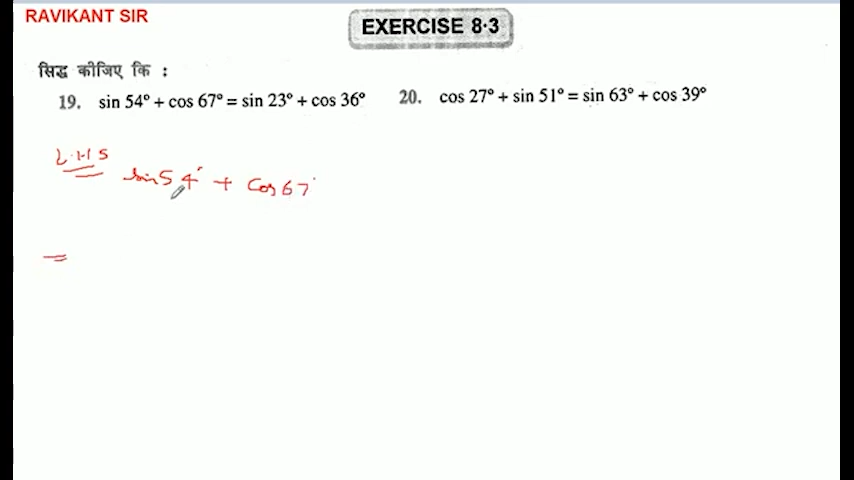 RAVIKANT SIR
EXERCISE 8·3
सिद्ध कीजिए कि :
19. sin 54° + cos 67° = sin 23° + cos 36° 20. cos 27° + sin 51° = sin 63° + cos 39°
L.H.S
sin 54° + cos 67°
=